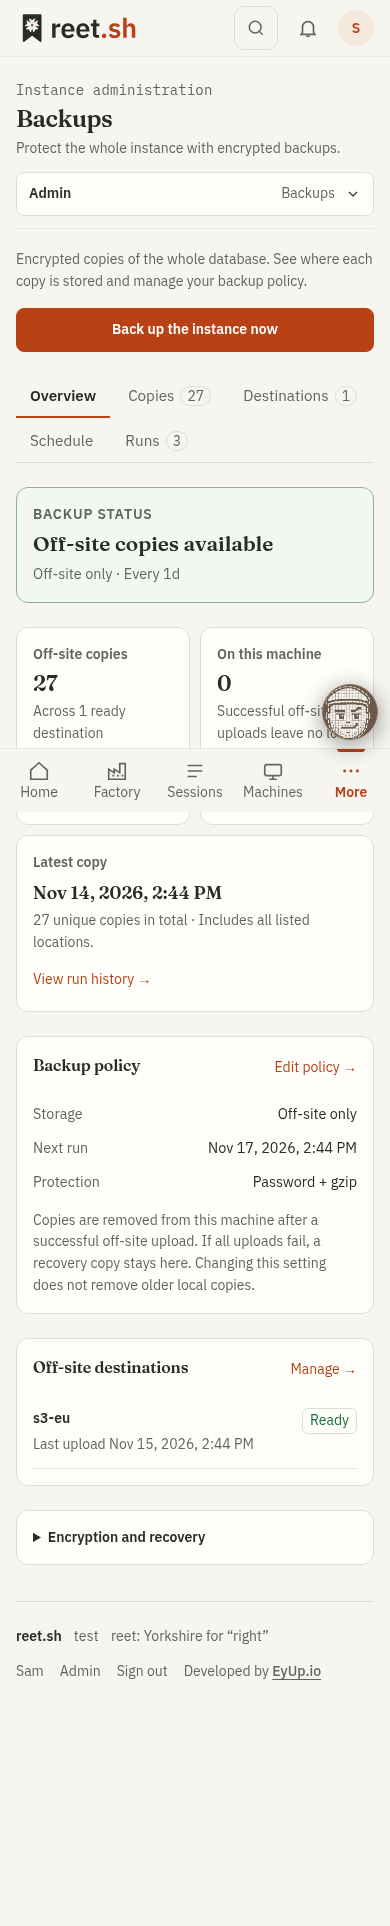 reet.sh
S
Instance administration
Backups
Protect the whole instance with encrypted backups.
Admin Backups
Encrypted copies of the whole database. See where each
copy is stored and manage your backup policy.
Back up the instance now
Overview Copies 27 Destinations 1
Schedule Runs 3
BACKUP STATUS
Off-site copies available
Off-site only · Every 1d
Off-site copies
27
Across 1 ready
destination
On this machine
0
Successful
uploads leave no
Home Factory Sessions Machines More
Latest copy
Nov 14, 2026, 2:44 PM
27 unique copies in total · Includes all listed
locations.
View run history →
Backup policy Edit policy →
Storage Off-site only
Next run Nov 17, 2026, 2:44 PM
Protection Password + gzip
Copies are removed from this machine after a
successful off-site upload. If all uploads fail, a
recovery copy stays here. Changing this setting
does not remove older local copies.
Off-site destinations Manage →
s3-eu Ready
Last upload Nov 15, 2026, 2:44 PM
▶ Encryption and recovery
reet.sh test reet: Yorkshire for “right”
Sam Admin Sign out Developed by EyUp.io